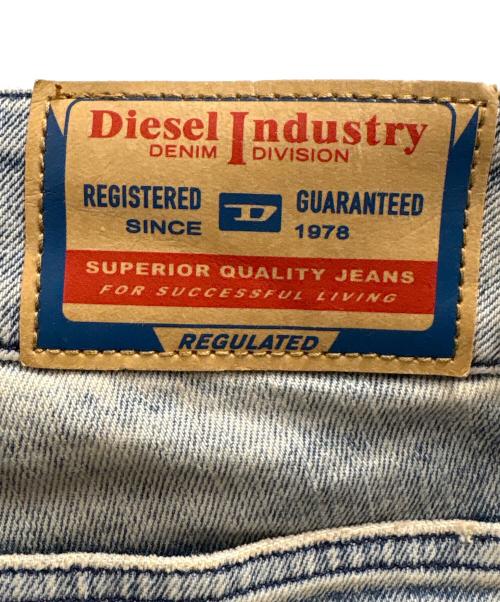 Diesel Industry
DENIM DIVISION
REGISTERED D GUARANTEED
SINCE 1978
SUPERIOR QUALITY JEANS
FOR SUCCESSFUL LIVING
REGULATED